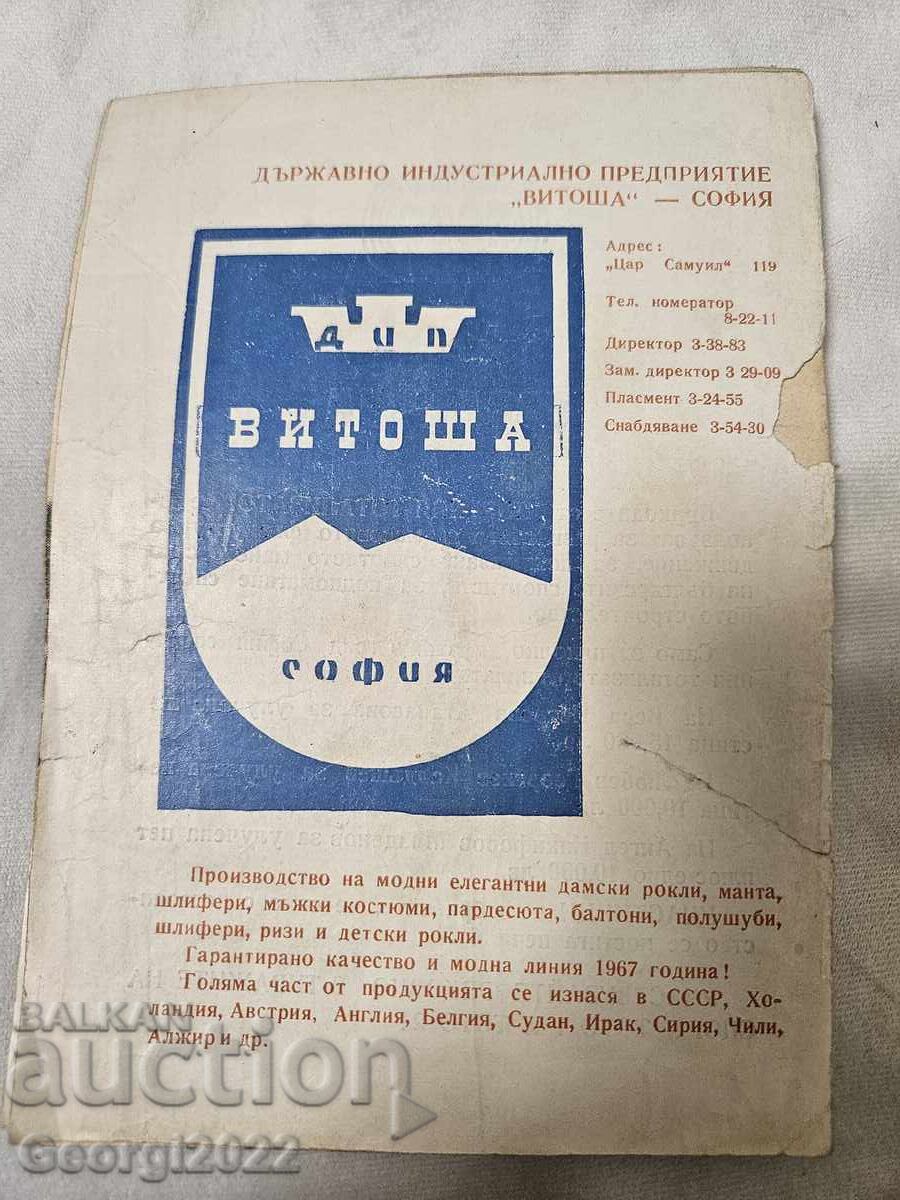 ДЪРЖАВНО ИНДУСТРИАЛНО ПРЕДПРИЯТИЕ
„ВИТОША“ — СОФИЯ
Адрес :
„Цар Самуил“ 119
Тел. номератор
8-22-11
Директор 3-38-83
Зам. директор 3 29-09
Пласмент 3-24-55
Снабдяване 3-54-30
ДИП
ВИТОША
СОФИЯ
Производство на модни елегантни дамски рокли, манта,
шлифери, мъжки костюми, пардесюта, балтони, полушуби,
шлифери, ризи и детски рокли.
Гарантирано качество и модна линия 1967 година!
Голяма част от продукцията се изнася в СССР, Хо-
ландия, Австрия, Англия, Белгия, Судан, Ирак, Сирия, Чили,
Алжир и др.
BALKAN
auction
Georgi2022